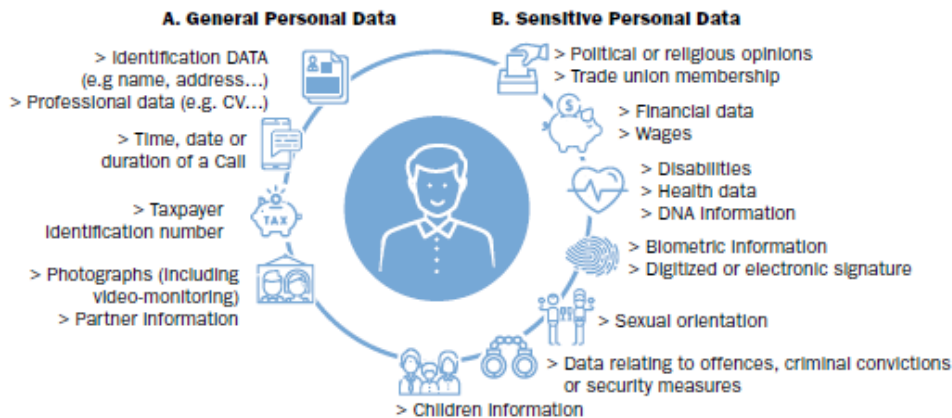 A. General Personal Data
> Identification DATA
(e.g name, address...)
> Professional data (e.g. CV...)
> Time, date or
duration of a Call
TAX
> Taxpayer
identification number
> Photographs (including
video-monitoring)
> Partner information
B. Sensitive Personal Data
> Political or religious opinions
> Trade union membership
$
> Financial data
> Wages
> Disabilities
> Health data
> DNA information
> Biometric information
> Digitized or electronic signature
> Sexual orientation
> Data relating to offences, criminal convictions
or security measures
> Children information